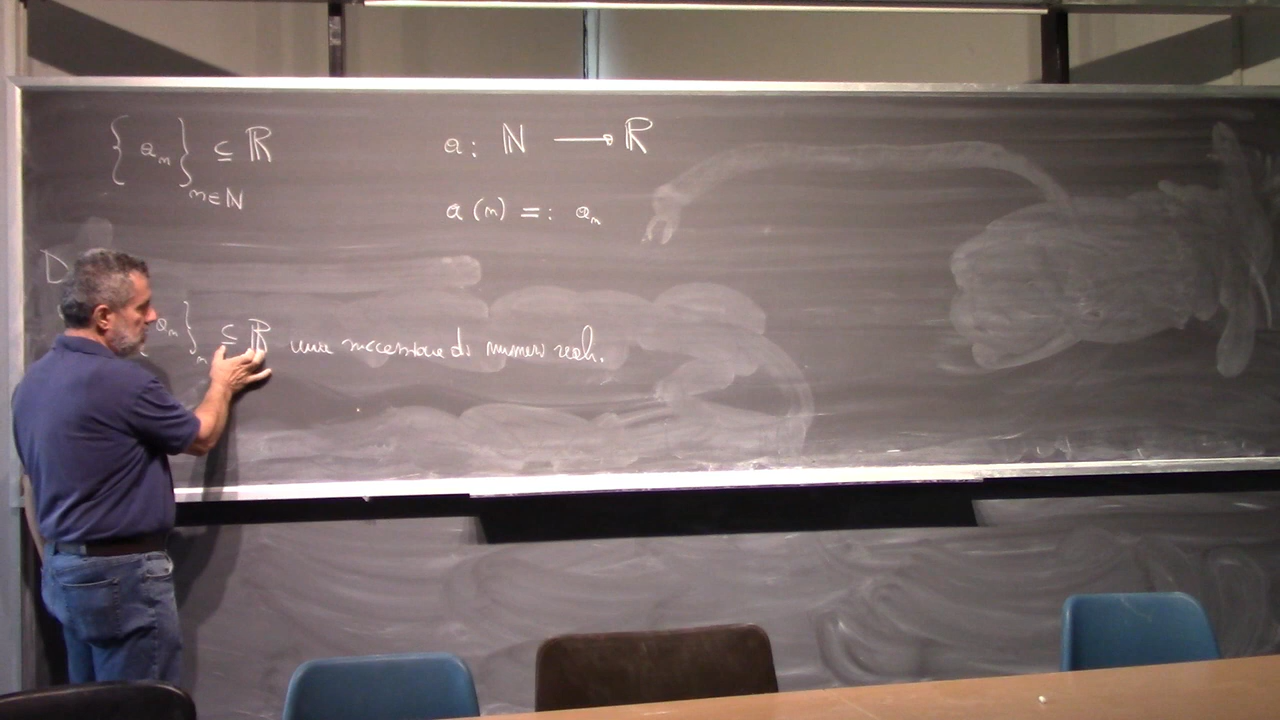 {a_n}_{n∈ℕ} ⊆ ℝ
a: ℕ ⟶ ℝ
a(n) =: a_n
D
a_n}_n ⊆ ℝ una successione di numeri reali.